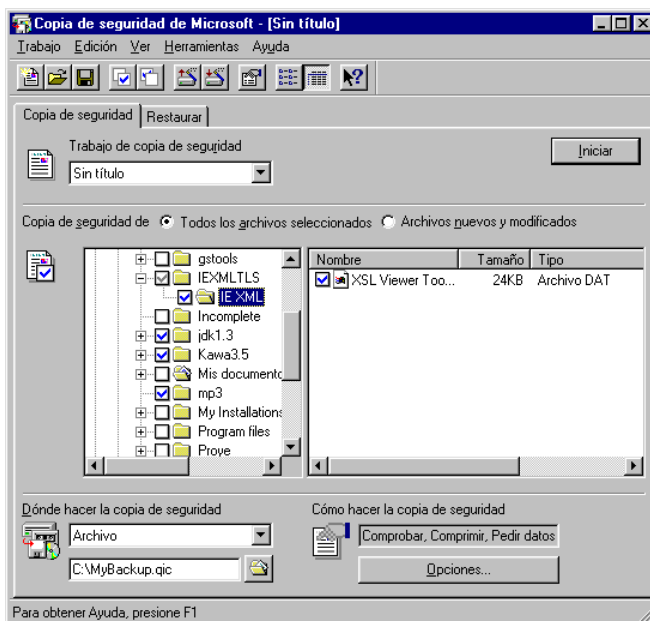 Copia de seguridad de Microsoft - [Sin título]
Trabajo Edición Ver Herramientas Ayuda
Copia de seguridad Restaurar
Trabajo de copia de seguridad
Sin título
Iniciar
Copia de seguridad de Todos los archivos seleccionados Archivos nuevos y modificados
gstools
IEXMLTLS
IE XML
Incomplete
jdk1.3
Kawa3.5
Mis documento
mp3
My Installations
Program files
Proye
Nombre Tamaño Tipo
XSL Viewer Too... 24KB Archivo DAT
Dónde hacer la copia de seguridad
Archivo
C:\MyBackup.qic
Cómo hacer la copia de seguridad
Comprobar, Comprimir, Pedir datos
Opciones...
Para obtener Ayuda, presione F1